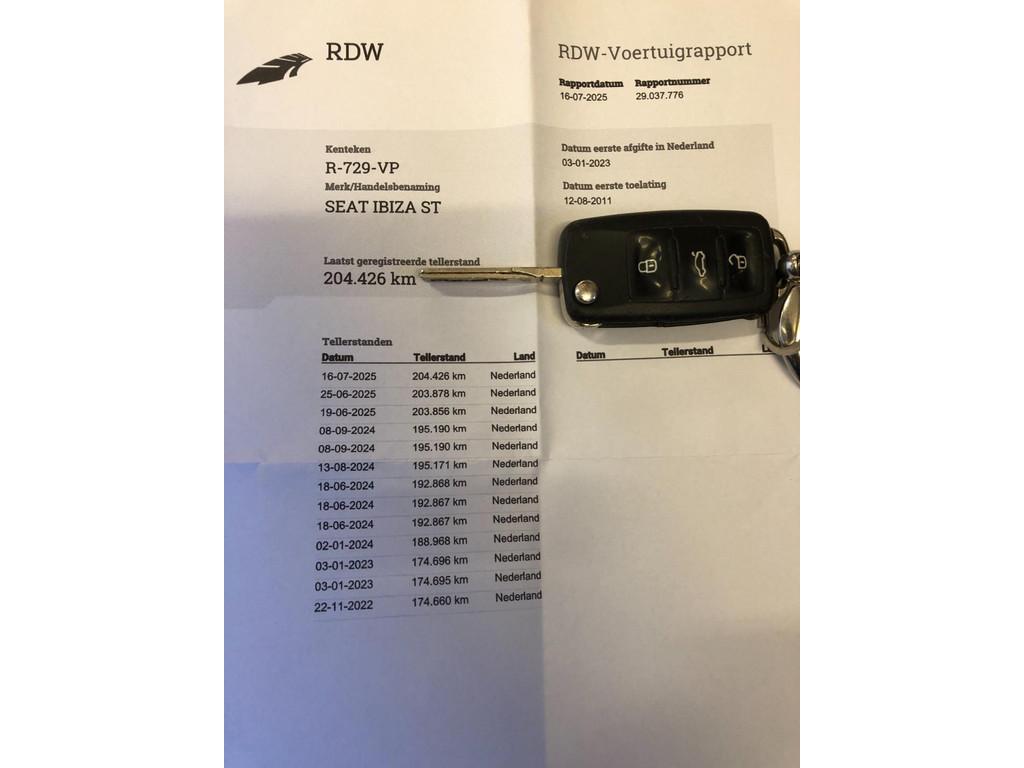 RDW
RDW-Voertuigrapport
Rapportdatum Rapportnummer
16-07-2025 29.037.776
Kenteken
R-729-VP
Merk/Handelsbenaming
SEAT IBIZA ST
Datum eerste afgifte in Nederland
03-01-2023
Datum eerste toelating
12-08-2011
Laatst geregistreerde tellerstand
204.426 km
Tellerstanden
Datum Tellerstand Land
16-07-2025 204.426 km Nederland
25-06-2025 203.878 km Nederland
19-06-2025 203.856 km Nederland
08-09-2024 195.190 km Nederland
08-09-2024 195.190 km Nederland
13-08-2024 195.171 km Nederland
18-06-2024 192.868 km Nederland
18-06-2024 192.867 km Nederland
18-06-2024 192.867 km Nederland
02-01-2024 188.968 km Nederland
03-01-2023 174.696 km Nederland
03-01-2023 174.695 km Nederland
22-11-2022 174.660 km Nederland
Datum Tellerstand